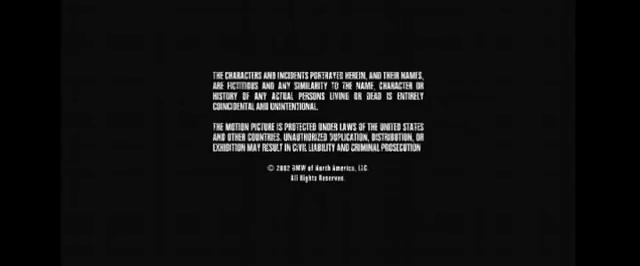 THE CHARACTERS AND INCIDENTS PORTRAYED HEREIN, AND THEIR NAMES,
ARE FICTITIOUS AND ANY SIMILARITY TO THE NAME, CHARACTER OR
HISTORY OF ANY ACTUAL PERSONS LIVING OR DEAD IS ENTIRELY
COINCIDENTAL AND UNINTENTIONAL.
THE MOTION PICTURE IS PROTECTED UNDER LAWS OF THE UNITED STATES
AND OTHER COUNTRIES. UNAUTHORIZED DUPLICATION, DISTRIBUTION, OR
EXHIBITION MAY RESULT IN CIVIL LIABILITY AND CRIMINAL PROSECUTION
© 2002 BMW of North America, LLC.
All Rights Reserved.